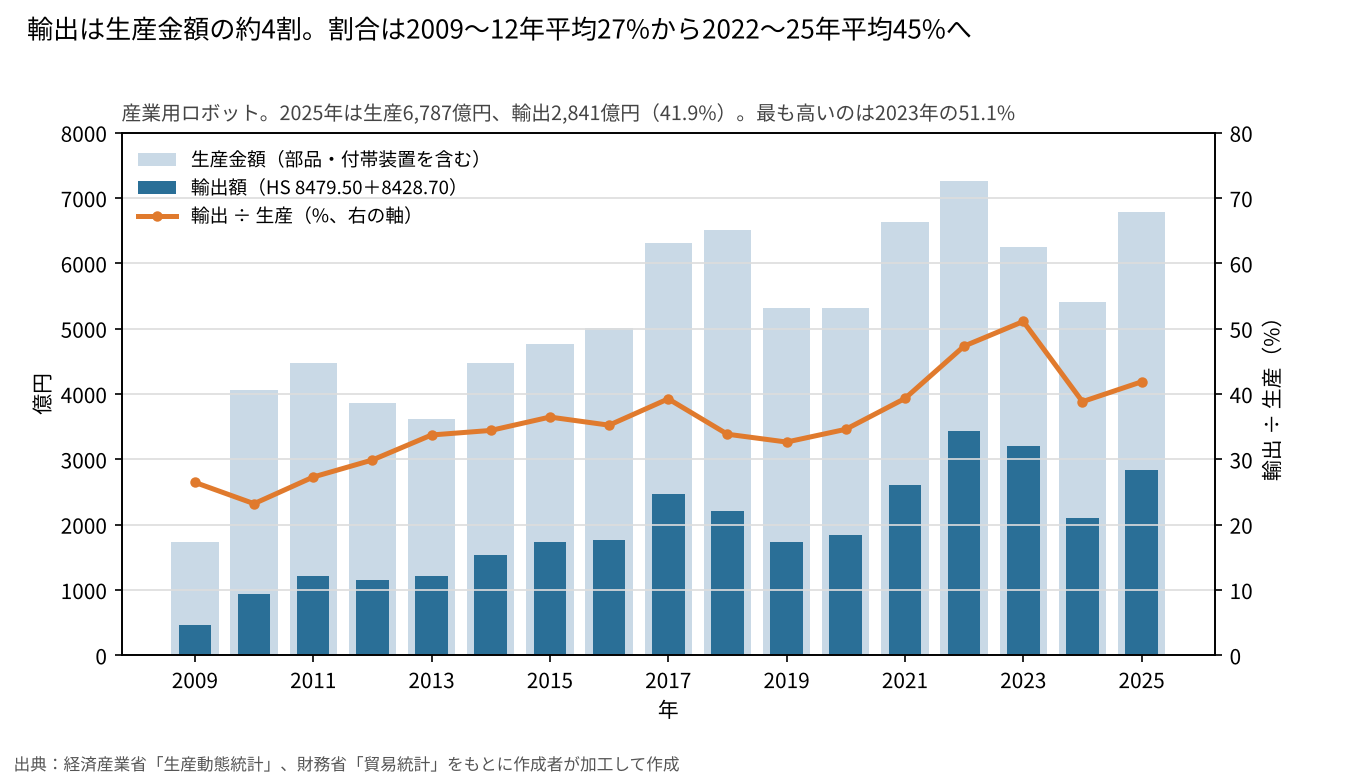 輸出は生産金額の約4割。割合は2009～12年平均27%から2022～25年平均45%へ
産業用ロボット。2025年は生産6,787億円、輸出2,841億円（41.9%）。最も高いのは2023年の51.1%
生産金額（部品・付帯装置を含む）
輸出額（HS 8479.50＋8428.70）
輸出 ÷ 生産（%、右の軸）
8000
7000
6000
5000
4000
3000
2000
1000
0
億円
80
70
60
50
40
30
20
10
0
輸出 ÷ 生産（%）
2009 2011 2013 2015 2017 2019 2021 2023 2025
年
出典：経済産業省「生産動態統計」、財務省「貿易統計」をもとに作成者が加工して作成